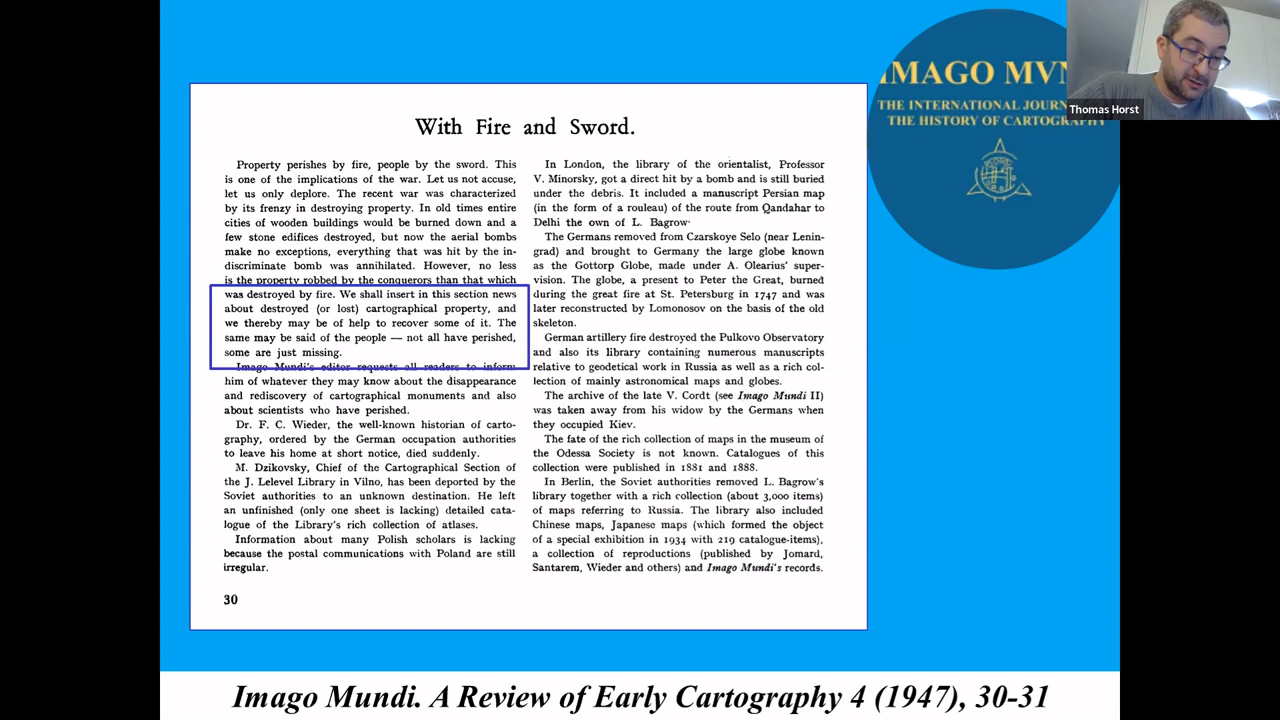 With Fire and Sword.
Property perishes by fire, people by the sword. This
is one of the implications of the war. Let us not accuse,
let us only deplore. The recent war was characterized
by its frenzy in destroying property. In old times entire
cities of wooden buildings would be burned down and a
few stone edifices destroyed, but now the aerial bombs
make no exceptions, everything that was hit by the in-
discriminate bomb was annihilated. However, no less
is the property robbed by the conquerors than that which
was destroyed by fire. We shall insert in this section news
about destroyed (or lost) cartographical property, and
we thereby may be of help to recover some of it. The
same may be said of the people — not all have perished,
some are just missing.
Imago Mundi's editor requests all readers to inform
him of whatever they may know about the disappearance
and rediscovery of cartographical monuments and also
about scientists who have perished.
Dr. F. C. Wieder, the well-known historian of carto-
graphy, ordered by the German occupation authorities
to leave his home at short notice, died suddenly.
M. Dzikovsky, Chief of the Cartographical Section of
the J. Lelevel Library in Vilno, has been deported by the
Soviet authorities to an unknown destination. He left
an unfinished (only one sheet is lacking) detailed cata-
logue of the Library's rich collection of atlases.
Information about many Polish scholars is lacking
because the postal communications with Poland are still
irregular.
30
In London, the library of the orientalist, Professor
V. Minorsky, got a direct hit by a bomb and is still buried
under the debris. It included a manuscript Persian map
(in the form of a rouleau) of the route from Qandahar to
Delhi the own of L. Bagrow.
The Germans removed from Czarskoye Selo (near Lenin-
grad) and brought to Germany the large globe known
as the Gottorp Globe, made under A. Olearius' super-
vision. The globe, a present to Peter the Great, burned
during the great fire at St. Petersburg in 1747 and was
later reconstructed by Lomonosov on the basis of the old
skeleton.
German artillery fire destroyed the Pulkovo Observatory
and also its library containing numerous manuscripts
relative to geodetical work in Russia as well as a rich col-
lection of mainly astronomical maps and globes.
The archive of the late V. Cordt (see Imago Mundi II)
was taken away from his widow by the Germans when
they occupied Kiev.
The fate of the rich collection of maps in the museum of
the Odessa Society is not known. Catalogues of this
collection were published in 1881 and 1888.
In Berlin, the Soviet authorities removed L. Bagrow's
library together with a rich collection (about 3,000 items)
of maps referring to Russia. The library also included
Chinese maps, Japanese maps (which formed the object
of a special exhibition in 1934 with 219 catalogue-items),
a collection of reproductions (published by Jomard,
Santarem, Wieder and others) and Imago Mundi's records.
IMAGO MVN
THE INTERNATIONAL JOURN
THE HISTORY OF CARTOGRAPHY
Thomas Horst
Imago Mundi. A Review of Early Cartography 4 (1947), 30-31